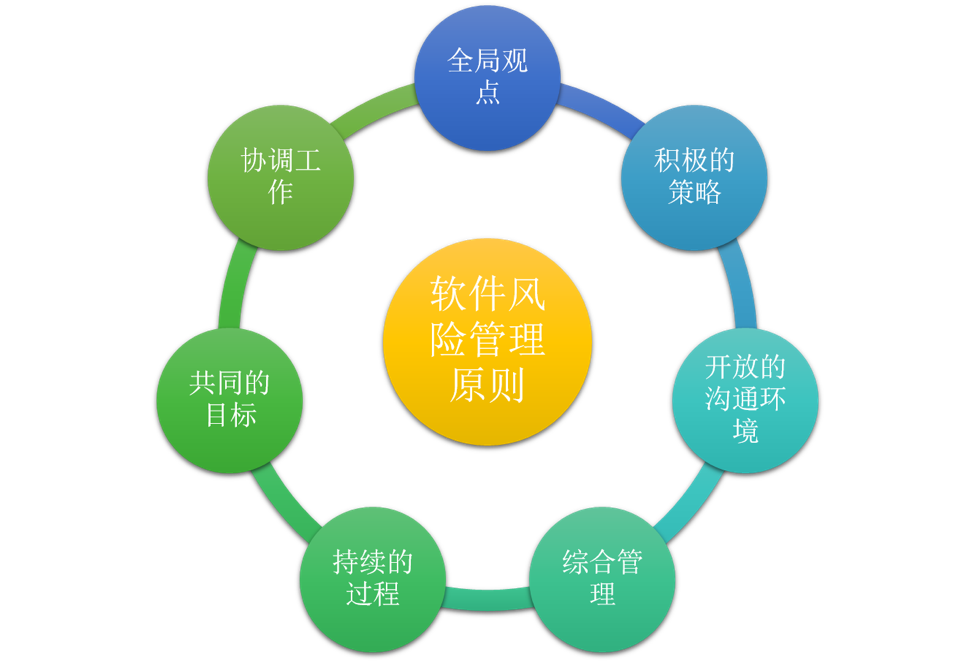 全局观
点
积极的
策略
开放的
沟通环
境
综合管
理
持续的
过程
共同的
目标
协调工
作
软件风
险管理
原则